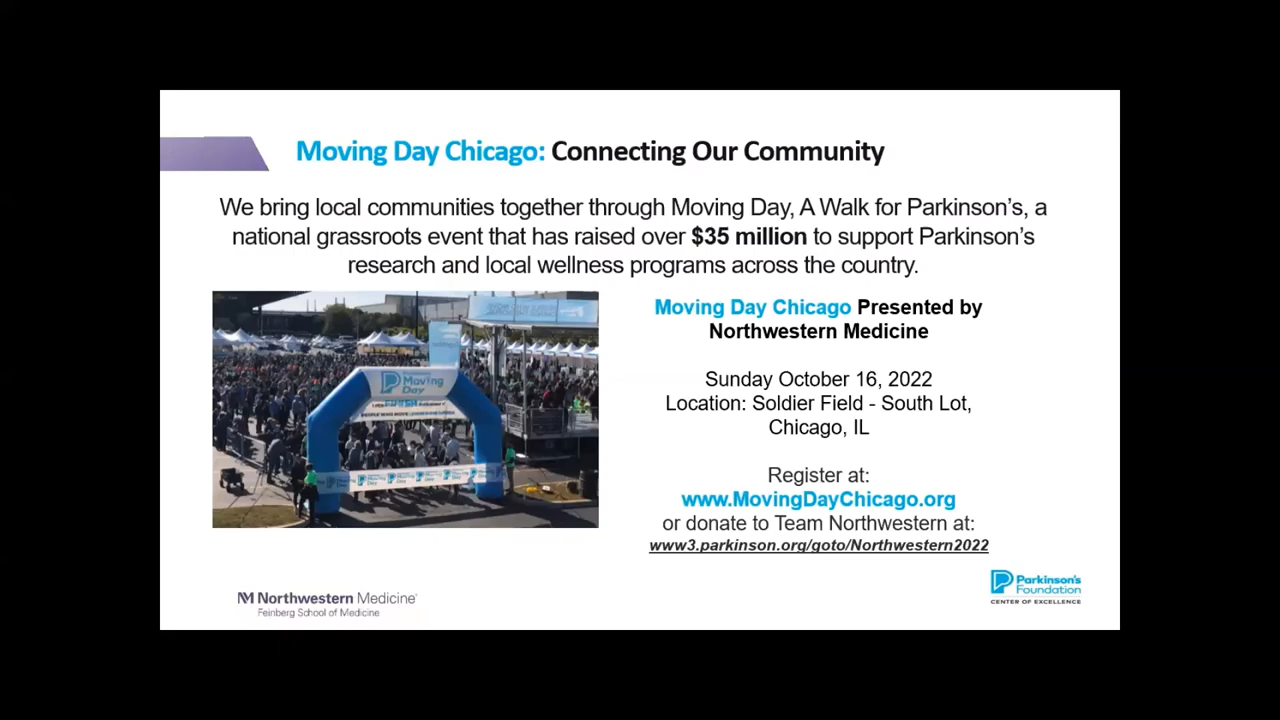 Moving Day Chicago: Connecting Our Community
We bring local communities together through Moving Day, A Walk for Parkinson's, a
national grassroots event that has raised over $35 million to support Parkinson's
research and local wellness programs across the country.
Moving Day
Moving Day Chicago Presented by
Northwestern Medicine
Sunday October 16, 2022
Location: Soldier Field - South Lot,
Chicago, IL
Register at:
www.MovingDayChicago.org
or donate to Team Northwestern at:
www3.parkinson.org/goto/Northwestern2022
M Northwestern Medicine
Feinberg School of Medicine
Parkinson's
Foundation
CENTER OF EXCELLENCE